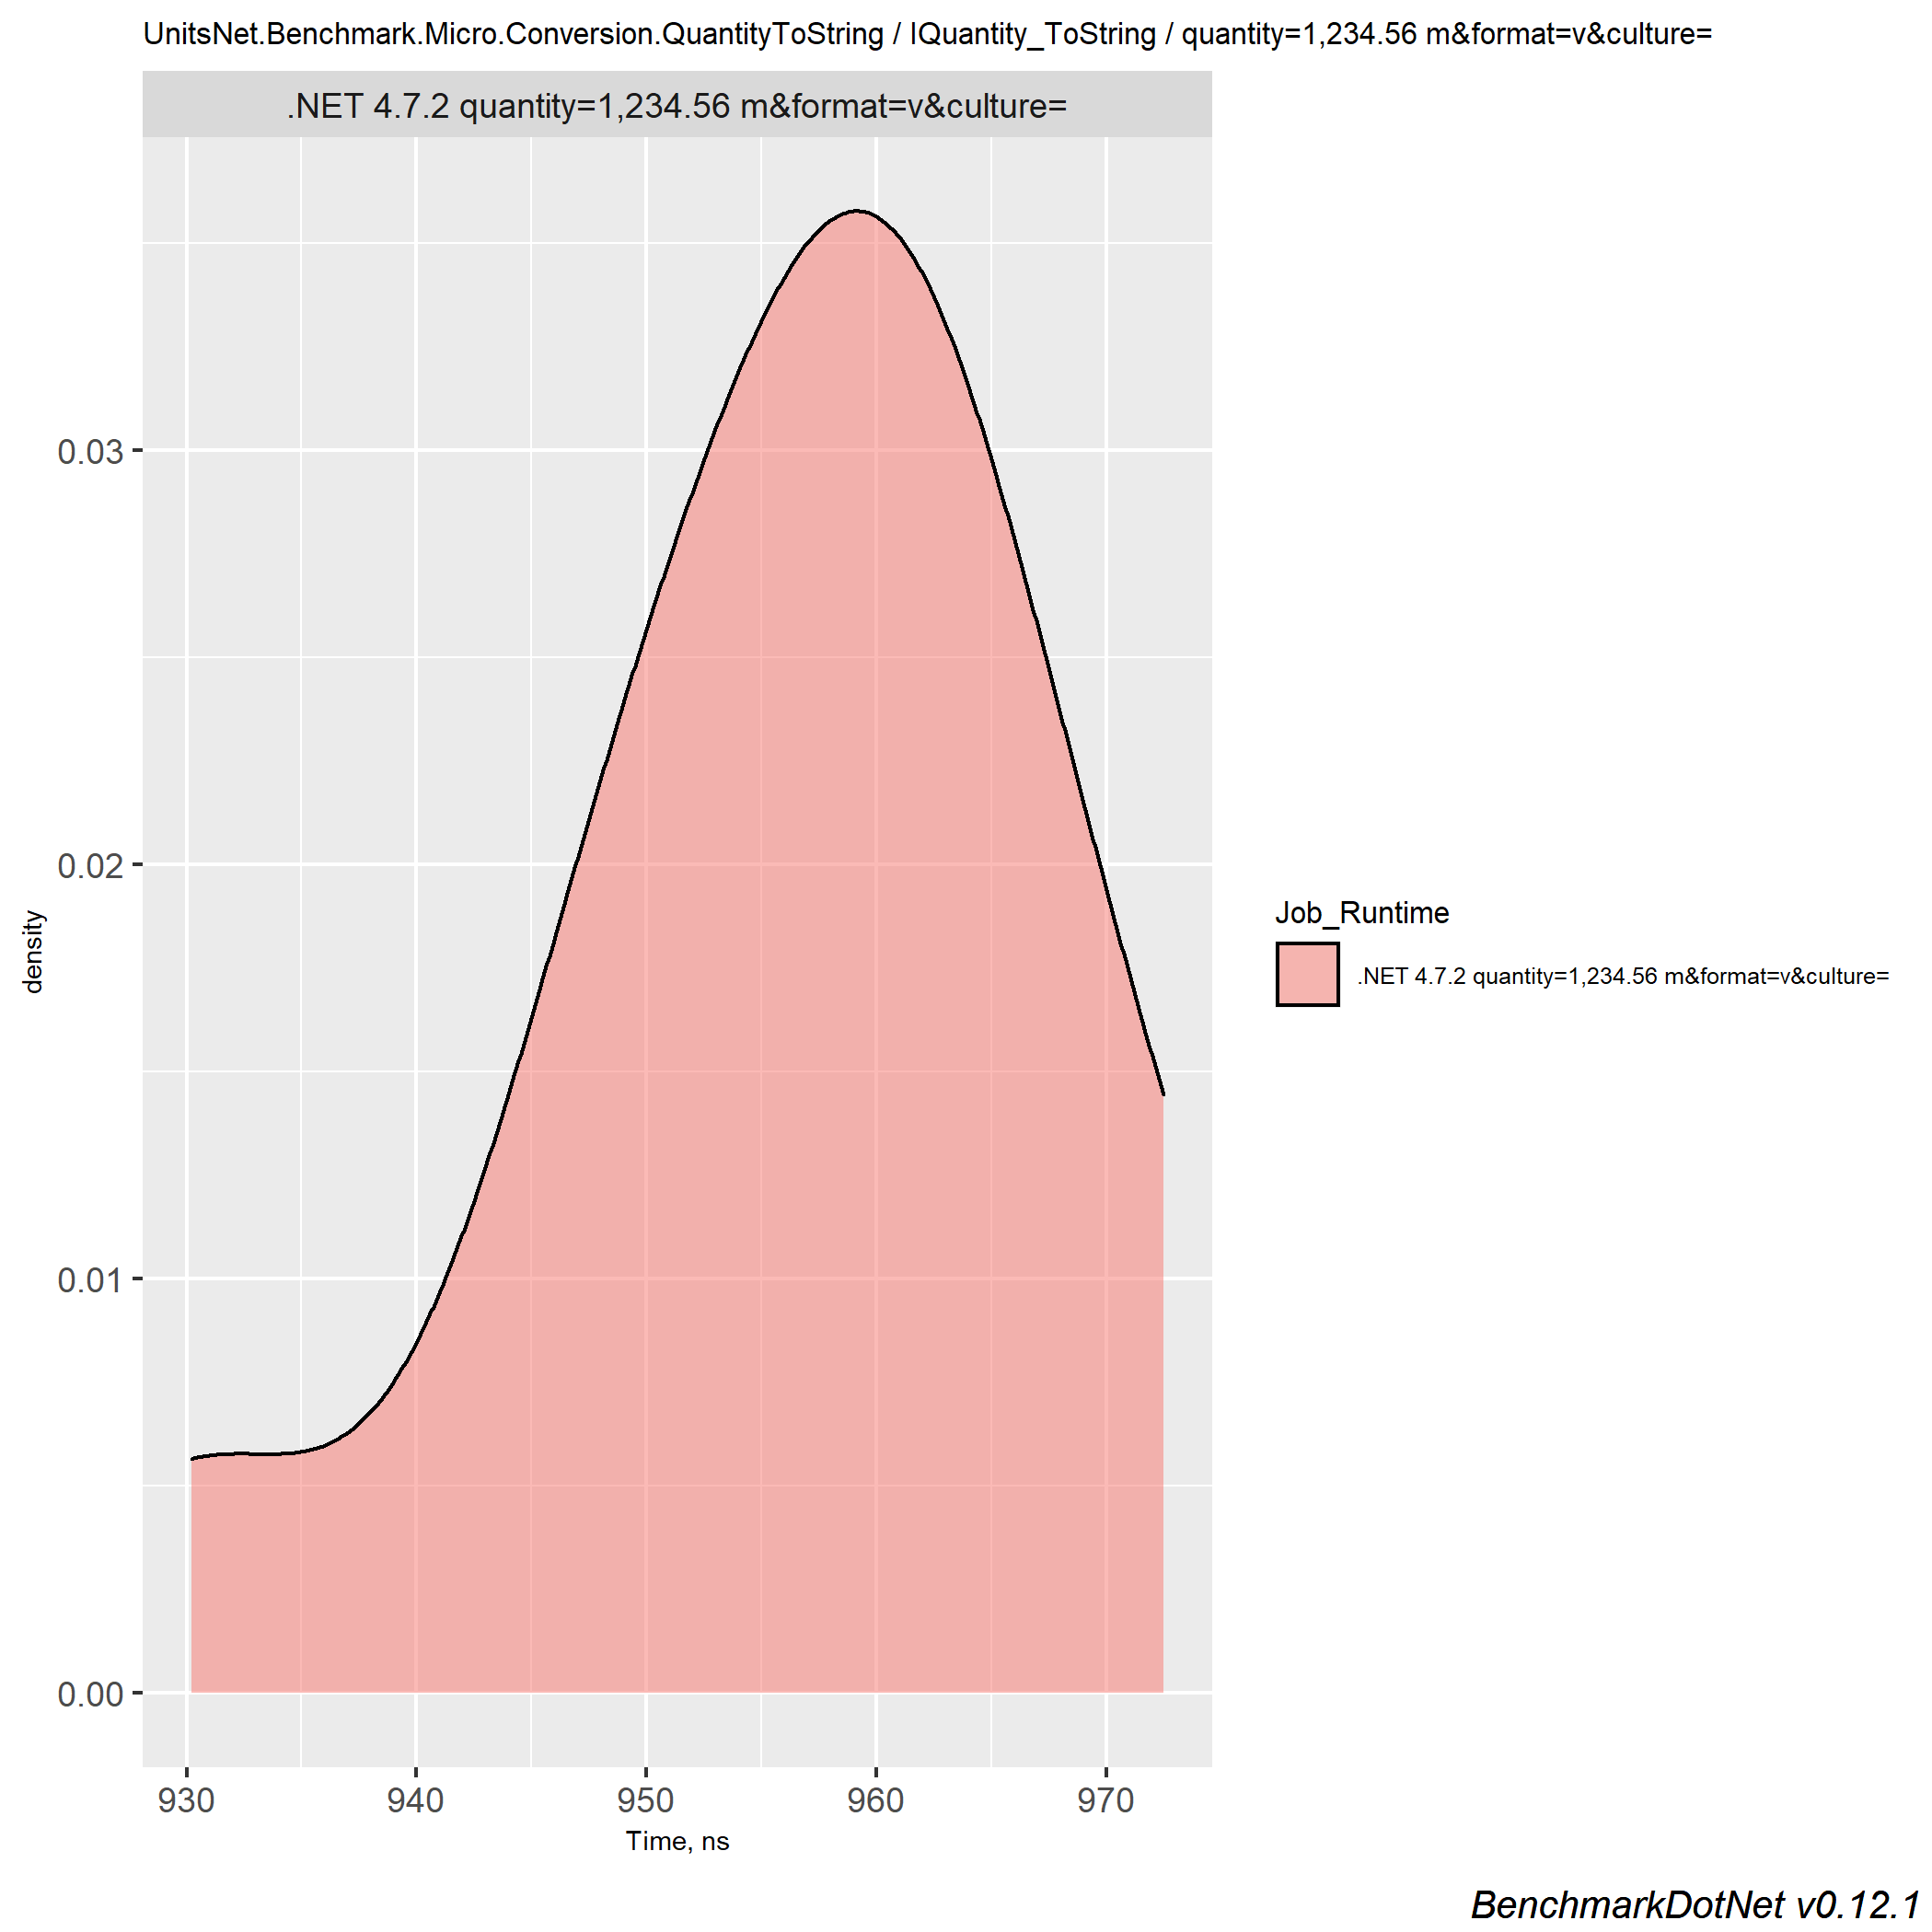 UnitsNet.Benchmark.Micro.Conversion.QuantityToString / IQuantity_ToString / quantity=1,234.56 m&format=v&culture=
.NET 4.7.2 quantity=1,234.56 m&format=v&culture=
0.03
0.02
0.01
0.00
density
930 940 950 960 970
Time, ns
Job_Runtime
.NET 4.7.2 quantity=1,234.56 m&format=v&culture=
BenchmarkDotNet v0.12.1